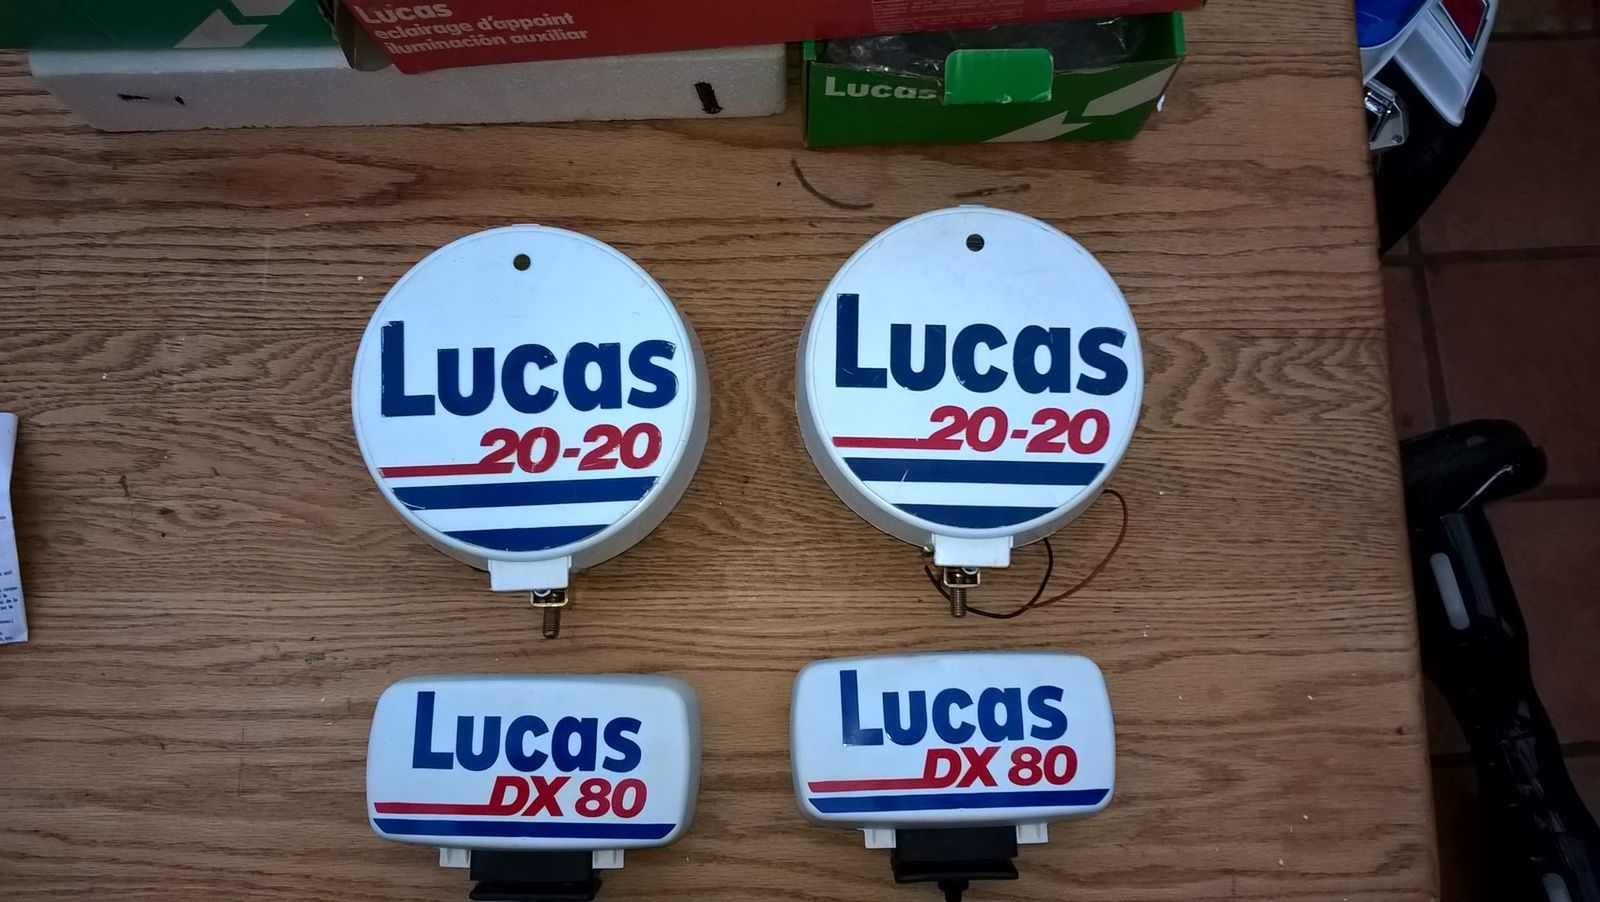 Lucas
eclairage d'appoint
iluminación auxiliar
Lucas
Lucas
20-20
Lucas
20-20
Lucas
DX 80
Lucas
DX 80